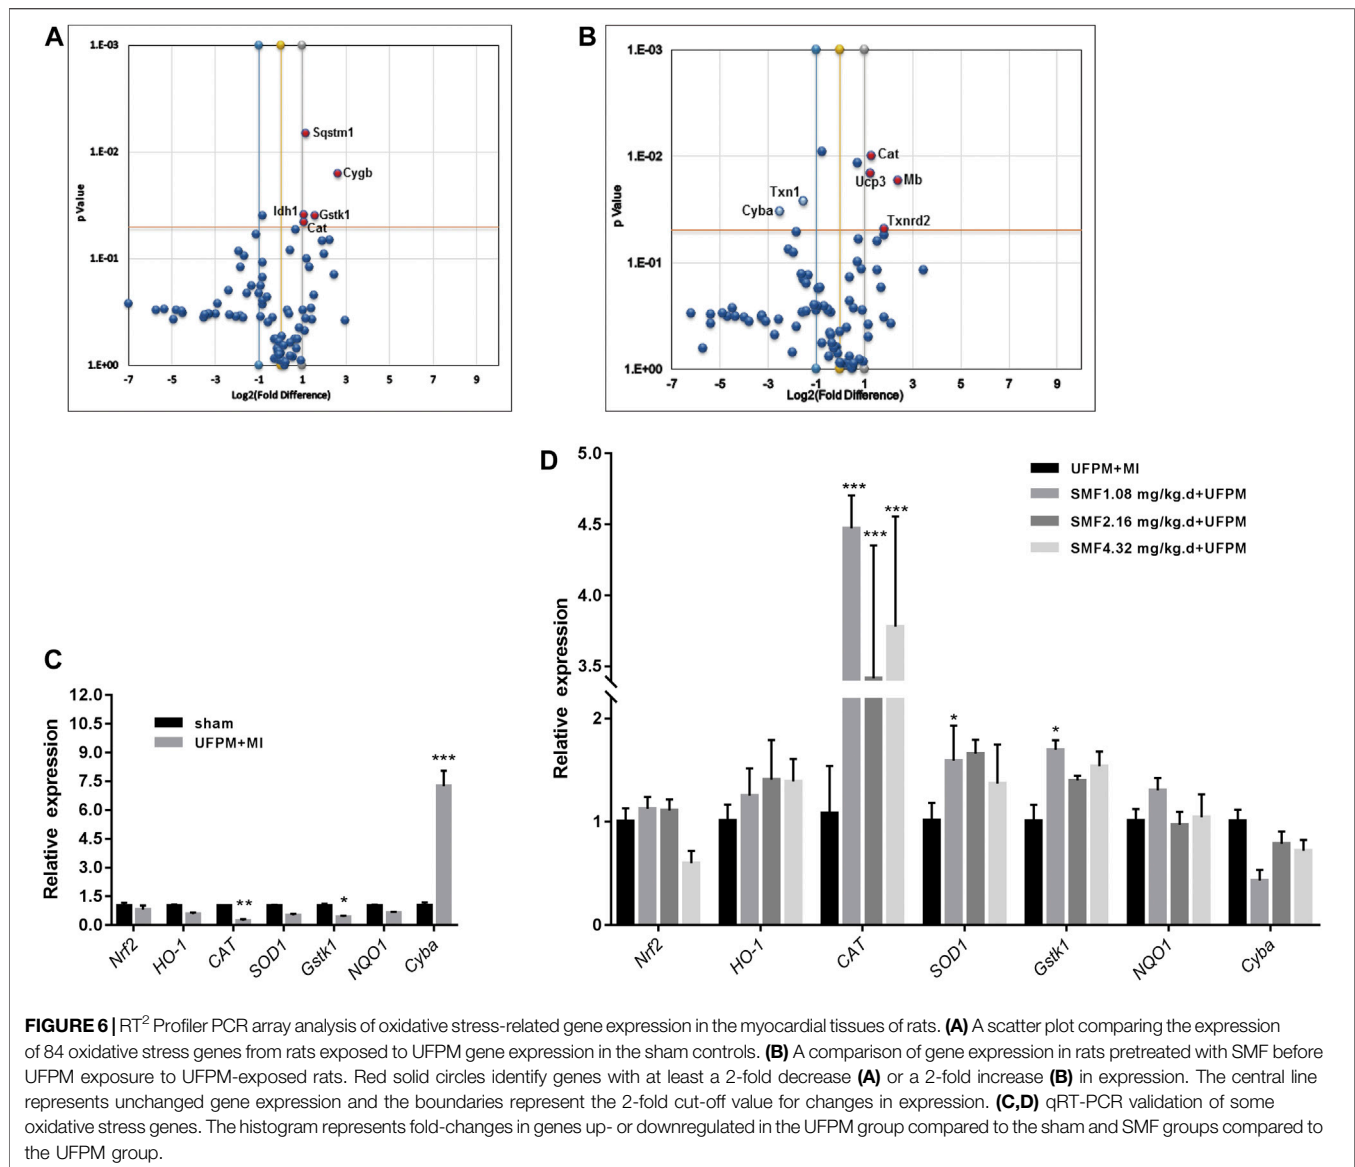 A
1.E-03
1.E-02
1.E-01
1.E+00
p Value
Sqstm1
Cygb
Idh1
Gstk1
Cat
-7 -5 -3 -1 1 3 5 7 9
Log2(Fold Difference)
B
1.E-03
1.E-02
1.E-01
1.E+00
p Value
Cat
Ucp3
Mb
Txn1
Cyba
Txnrd2
-7 -5 -3 -1 1 3 5 7 9
Log2(Fold Difference)
C
12.0
10.5
9.0
7.5
6.0
4.5
3.0
1.5
0.0
Relative expression
sham
UFPM+MI
**
*
***
Nrf2 HO-1 CAT SOD1 Gstk1 NQO1 Cyba
D
5.0
4.5
4.0
3.5
2
1
0
Relative expression
UFPM+MI
SMF1.08 mg/kg.d+UFPM
SMF2.16 mg/kg.d+UFPM
SMF4.32 mg/kg.d+UFPM
***
***
***
*
*
Nrf2 HO-1 CAT SOD1 Gstk1 NQO1 Cyba
FIGURE 6 | RT2 Profiler PCR array analysis of oxidative stress-related gene expression in the myocardial tissues of rats. (A) A scatter plot comparing the expression
of 84 oxidative stress genes from rats exposed to UFPM gene expression in the sham controls. (B) A comparison of gene expression in rats pretreated with SMF before
UFPM exposure to UFPM-exposed rats. Red solid circles identify genes with at least a 2-fold decrease (A) or a 2-fold increase (B) in expression. The central line
represents unchanged gene expression and the boundaries represent the 2-fold cut-off value for changes in expression. (C,D) qRT-PCR validation of some
oxidative stress genes. The histogram represents fold-changes in genes up- or downregulated in the UFPM group compared to the sham and SMF groups compared to
the UFPM group.